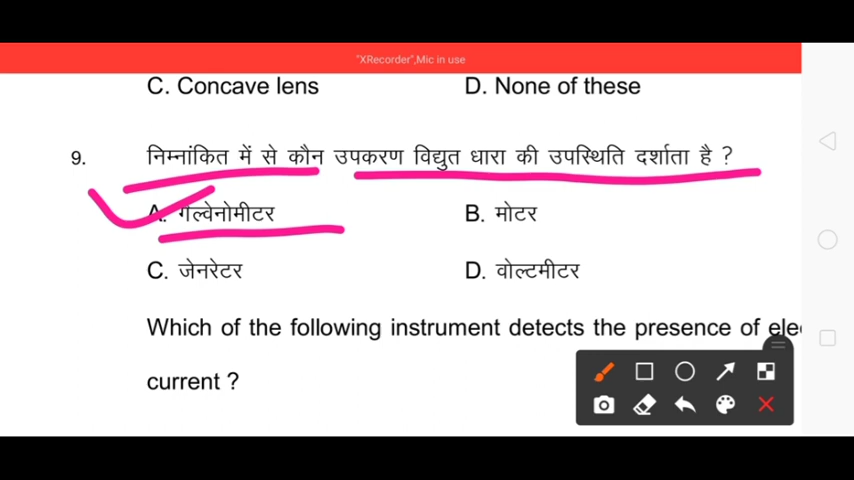 "XRecorder",Mic in use
C. Concave lens D. None of these
9. निम्नांकित में से कौन उपकरण विद्युत धारा की उपस्थिति दर्शाता है ?
A. गेल्वेनोमीटर B. मोटर
C. जेनरेटर D. वोल्टमीटर
Which of the following instrument detects the presence of
current ?